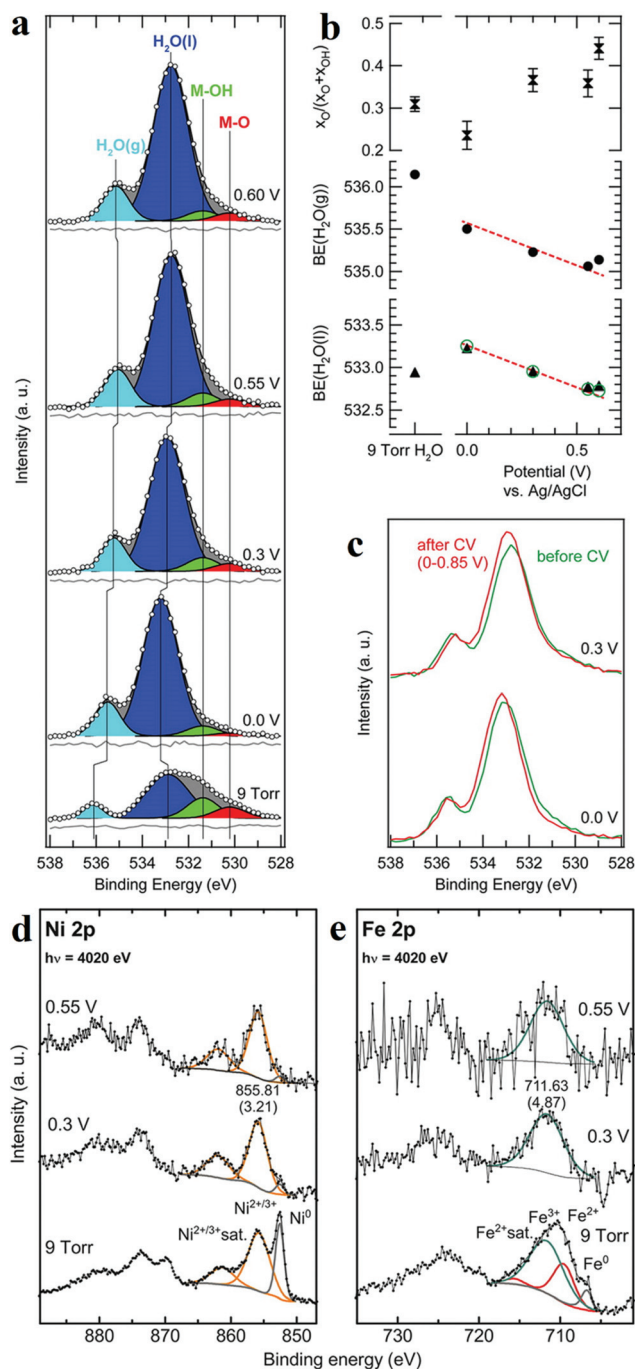 a
H2O(l)
M-OH
M-O
H2O(g)
0.60 V
0.55 V
0.3 V
0.0 V
9 Torr
Intensity (a. u.)
538 536 534 532 530 528
Binding Energy (eV)
b
xO/(xO+xOH)
0.5
0.4
0.3
0.2
BE(H2O(g))
536.0
535.5
535.0
BE(H2O(l))
533.5
533.0
532.5
9 Torr H2O 0.0 0.5
Potential (V)
vs. Ag/AgCl
c
after CV
(0-0.85 V)
before CV
0.3 V
0.0 V
Intensity (a. u.)
538 536 534 532 530 528
Binding Energy (eV)
d Ni 2p
hν = 4020 eV
0.55 V
855.81
(3.21)
0.3 V
Ni2+/3+
Ni0
Ni2+/3+sat.
9 Torr
Intensity (a. u.)
880 870 860 850
e Fe 2p
hν = 4020 eV
0.55 V
711.63
(4.87)
0.3 V
Fe3+ Fe2+
Fe2+sat.
9 Torr
Fe0
730 720 710
Binding energy (eV)